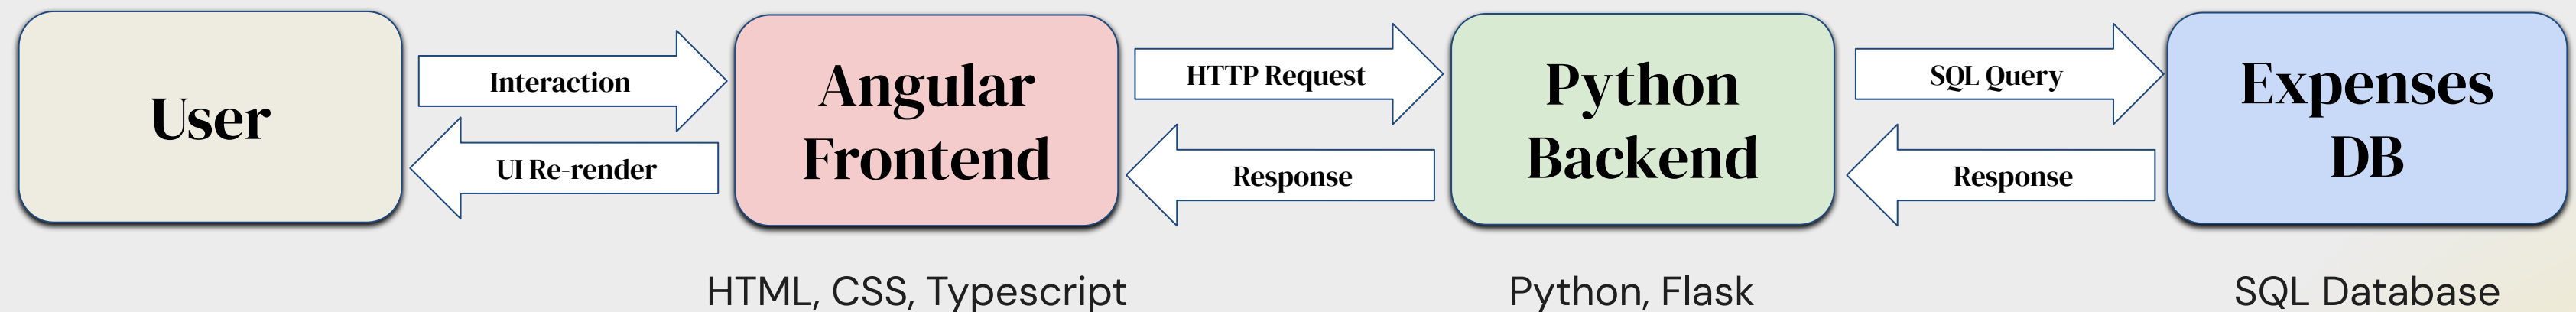 User
Interaction
UI Re-render
Angular
Frontend
HTTP Request
Response
Python
Backend
SQL Query
Response
Expenses
DB
HTML, CSS, Typescript
Python, Flask
SQL Database